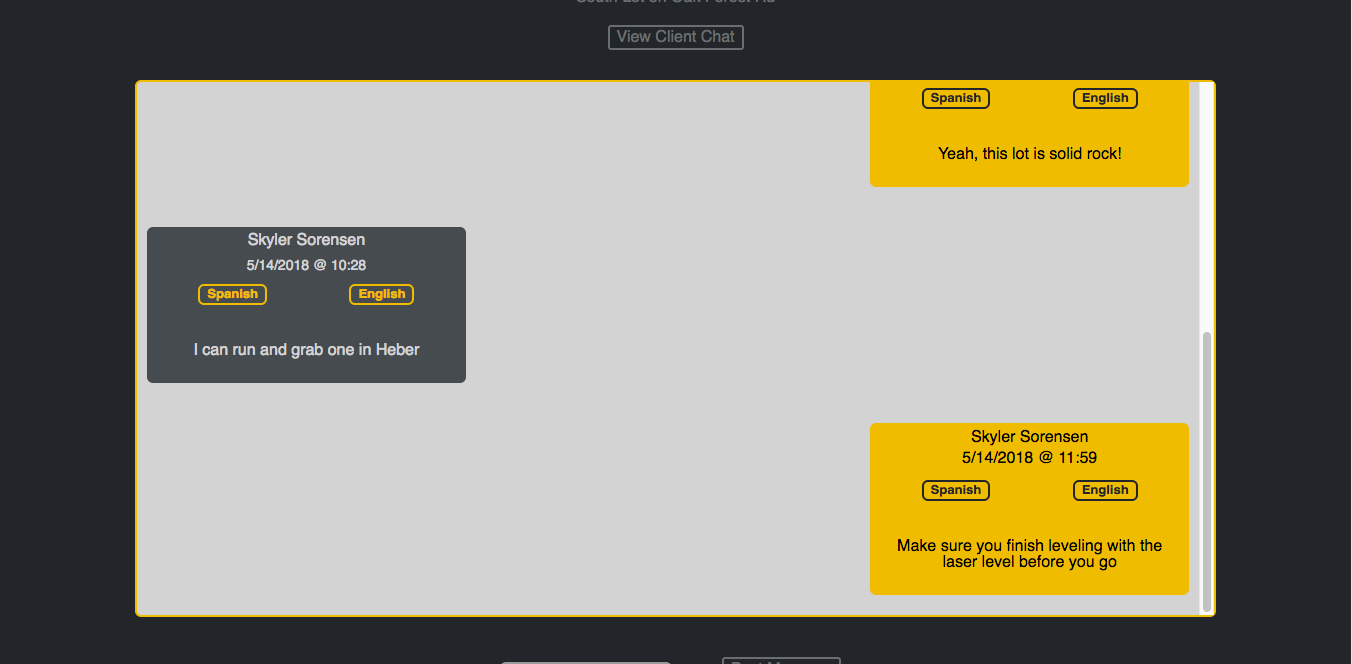 View Client Chat
Spanish English
Yeah, this lot is solid rock!
Skyler Sorensen
5/14/2018 @ 10:28
Spanish English
I can run and grab one in Heber
Skyler Sorensen
5/14/2018 @ 11:59
Spanish English
Make sure you finish leveling with the
laser level before you go